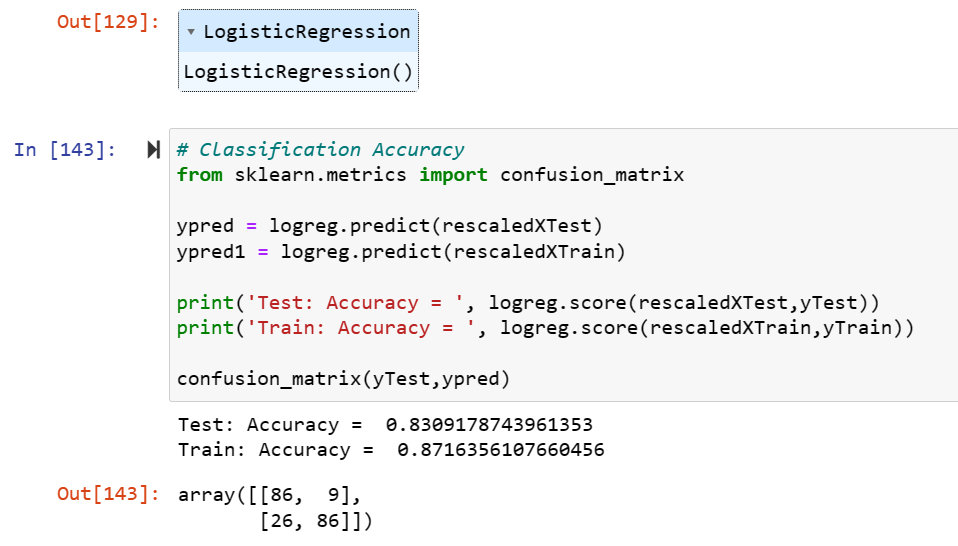 Out[129]:
LogisticRegression
LogisticRegression()
In [143]:
# Classification Accuracy
from sklearn.metrics import confusion_matrix
ypred = logreg.predict(rescaledXTest)
ypred1 = logreg.predict(rescaledXTrain)
print('Test: Accuracy = ', logreg.score(rescaledXTest,yTest))
print('Train: Accuracy = ', logreg.score(rescaledXTrain,yTrain))
confusion_matrix(yTest,ypred)
Test: Accuracy =  0.8309178743961353
Train: Accuracy =  0.8716356107660456
Out[143]: array([[86,  9],
[26, 86]])